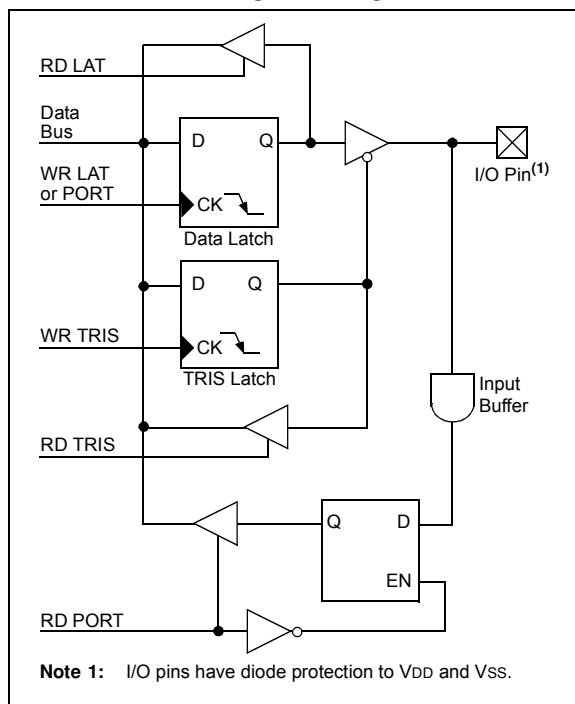 RD LAT
Data
Bus
D Q
WR LAT
or PORT
CK
Data Latch
I/O Pin(1)
D Q
WR TRIS
CK
TRIS Latch
Input
Buffer
RD TRIS
Q D
EN
RD PORT
Note 1: I/O pins have diode protection to VDD and VSS.